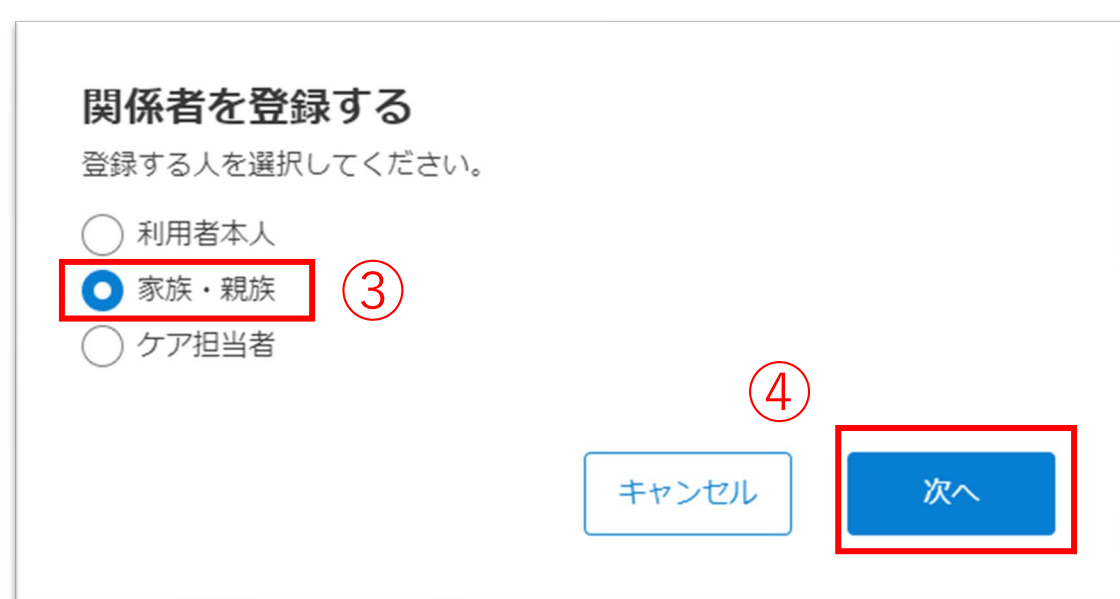 関係者を登録する
登録する人を選択してください。
利用者本人
家族・親族 ③
ケア担当者
④
キャンセル 次へ